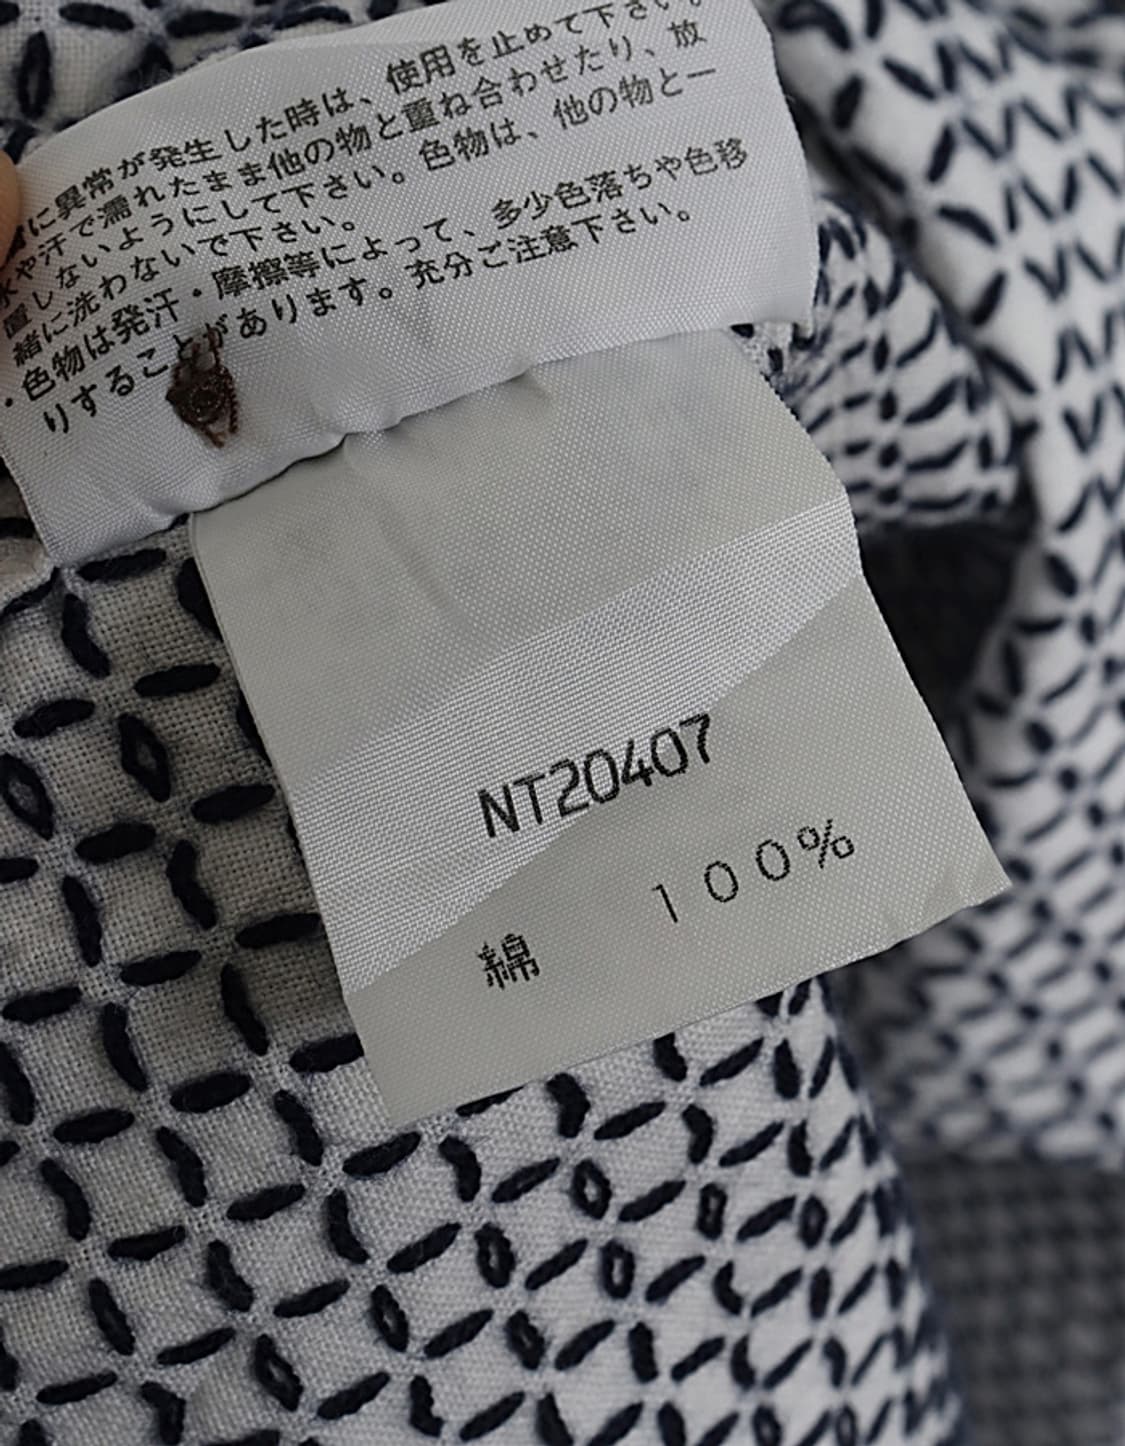 に異常が発生した時は、使用を止めて下さい。
や汗で濡れたまま他の物と重ね合わせたり、放
置しないようにして下さい。色物は、他の物と一
緒に洗わないで下さい。
・色物は発汗・摩擦等によって、多少色落ちや色移
りすることがあります。充分ご注意下さい。
NT20407
綿 100%